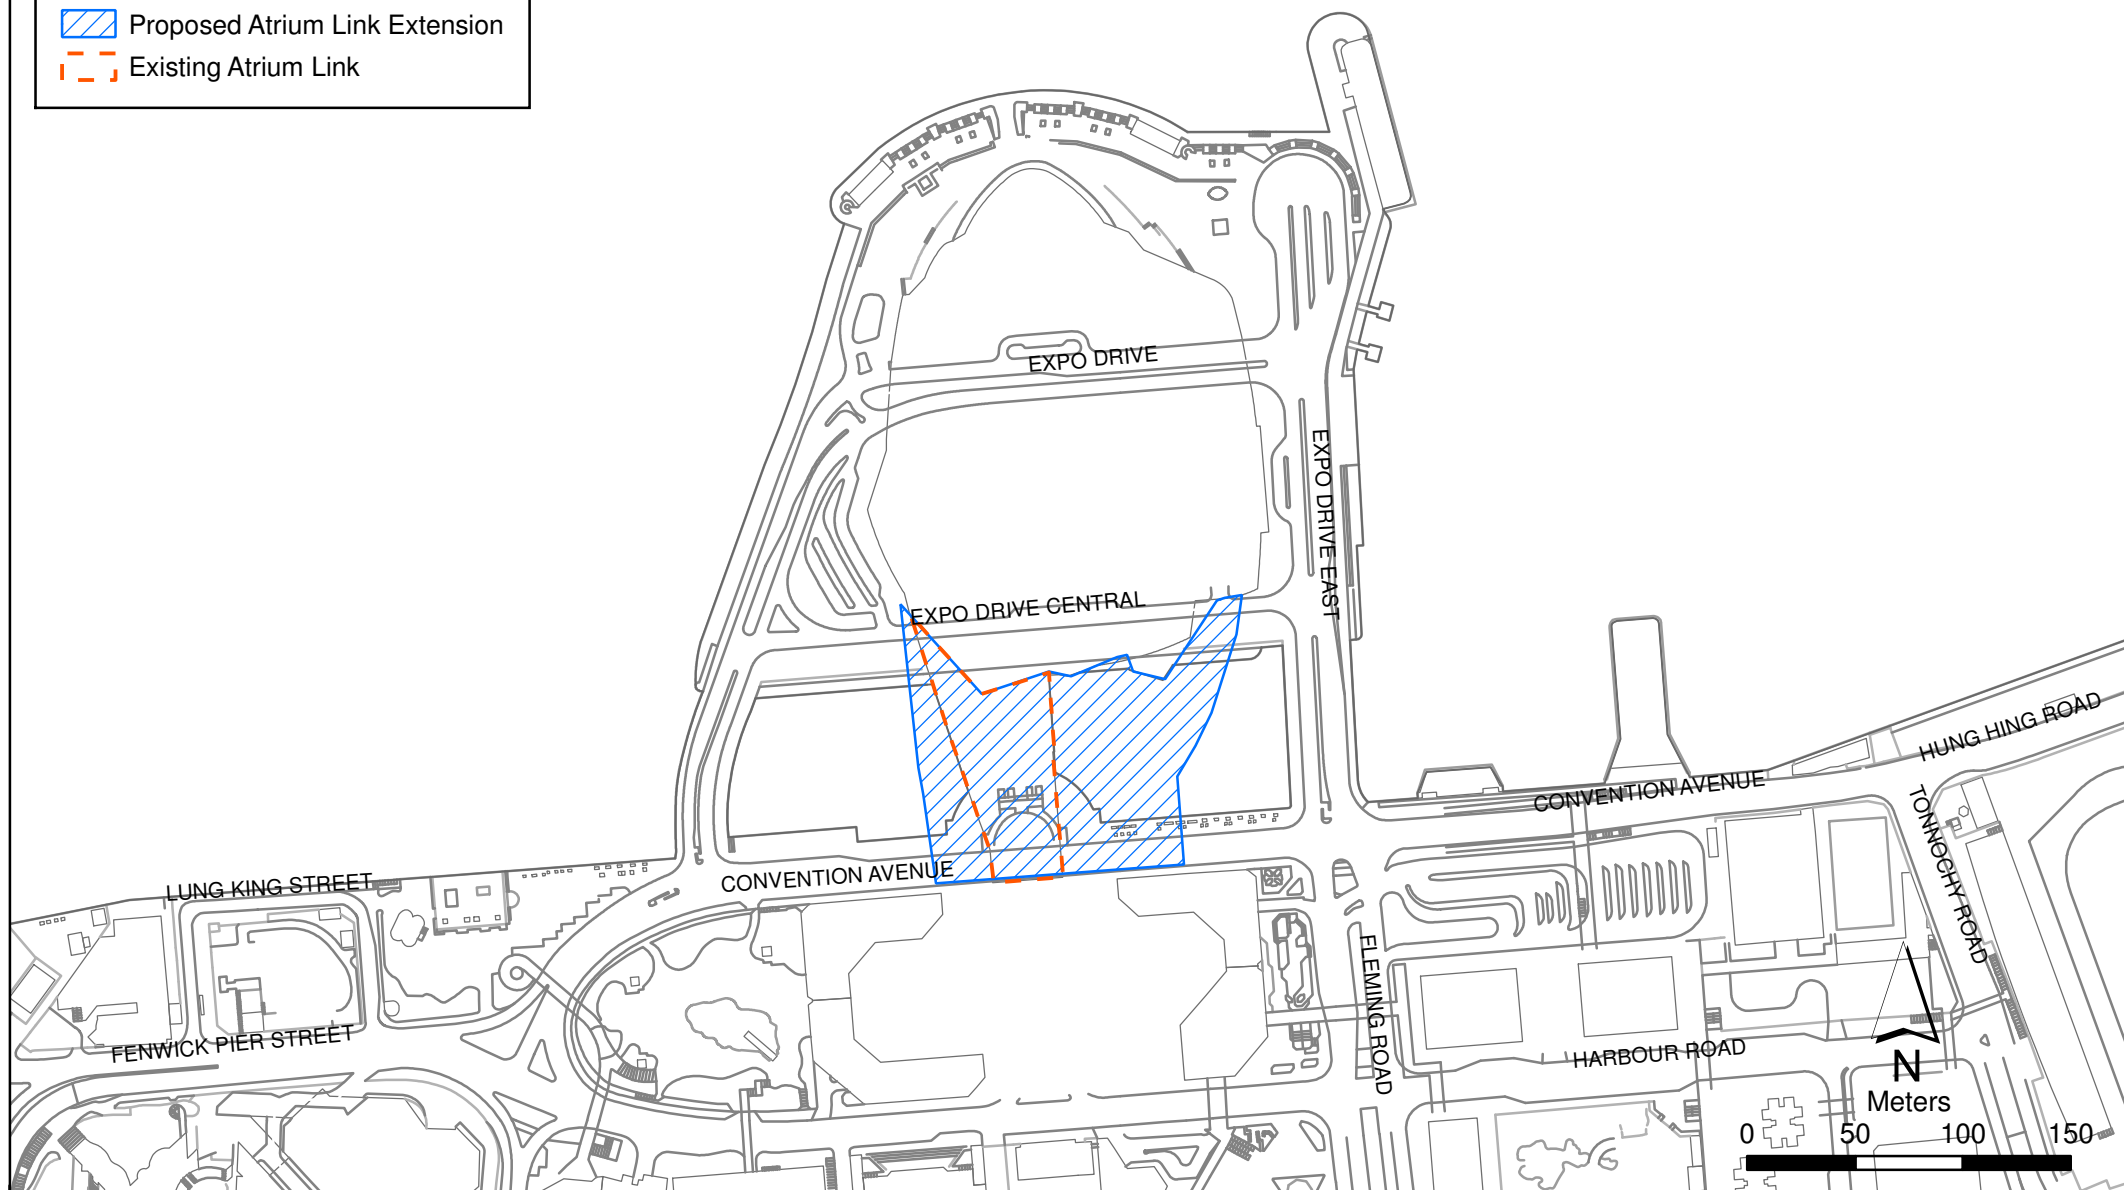 Proposed Atrium Link Extension
Existing Atrium Link
EXPO DRIVE
EXPO DRIVE EAST
EXPO DRIVE CENTRAL
HUNG HING ROAD
CONVENTION AVENUE
TONNOCHY ROAD
CONVENTION AVENUE
LUNG KING STREET
FLEMING ROAD
FENWICK PIER STREET
HARBOUR ROAD
N
Meters
0 50 100 150